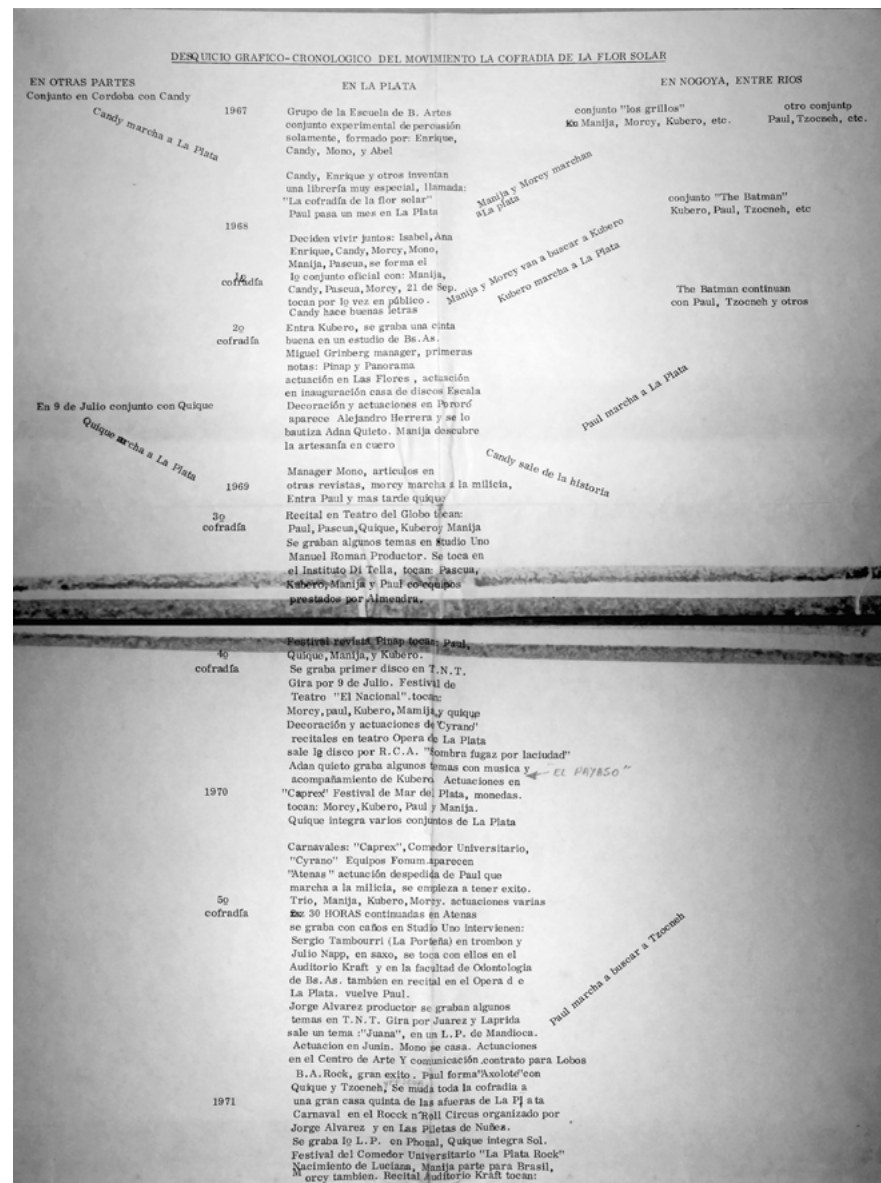 DESQUICIO GRAFICO-CRONOLOGICO DEL MOVIMIENTO LA COFRADIA DE LA FLOR SOLAR
EN OTRAS PARTES
Conjunto en Cordoba con Candy
Candy marcha a La Plata
EN LA PLATA
1967
Grupo de la Escuela de B. Artes
conjunto experimental de percusión
solamente, formado por: Enrique,
Candy, Mono, y Abel
Candy, Enrique y otros inventan
una librería muy especial, llamada:
"La cofradía de la flor solar"
Paul pasa un mes en La Plata
Manija y Morcy marchan
a La plata
EN NOGOYA, ENTRE RIOS
conjunto "los grillos"
Manija, Morcy, Kubero, etc.
otro conjunto
Paul, Tzocneh, etc.
conjunto "The Batman"
Kubero, Paul, Tzocneh, etc
1968
Deciden vivir juntos: Isabel, Ana
Enrique, Candy, Morcy, Mono,
Manija, Pascua, se forma el
1º conjunto oficial con: Manija,
Candy, Pascua, Morcy, 21 de Sep.
tocan por 1º vez en público.
Candy hace buenas letras
1º
cofradía
Manija y Morcy van a buscar a Kubero
Kubero marcha a La Plata
The Batman continuan
con Paul, Tzocneh y otros
2º
cofradía
Entra Kubero, se graba una cinta
buena en un estudio de Bs. As.
Miguel Grinberg manager, primeras
notas: Pinap y Panorama
actuación en Las Flores , actuación
en inauguración casa de discos Escala
Decoración y actuaciones en Pororó
aparece Alejandro Herrera y se lo
bautiza Adan Quieto. Manija descubre
la artesanía en cuero
En 9 de Julio conjunto con Quique
Quique marcha a La Plata
Paul marcha a La Plata
Candy sale de la historia
Manager Mono, articulos en
otras revistas, morcy marcha a la milicia,
1969
Entra Paul y mas tarde quique
3º
cofradía
Recital en Teatro del Globo tocan:
Paul, Pascua, Quique, Kubero y Manija
Se graban algunos temas en Studio Uno
Manuel Roman Productor. Se toca en
el Instituto Di Tella, tocan: Pascua,
Kubero, Manija y Paul co equipos
prestados por Almendra.
Festival revista Pinap tocan: Paul,
4º
cofradía
Quique, Manija, y Kubero.
Se graba primer disco en T.N.T.
Gira por 9 de Julio. Festival de
Teatro "El Nacional".tocan:
Morcy, paul, Kubero, Mamija, y quique
Decoración y actuaciones de "Cyrano"
recitales en teatro Opera de La Plata
sale 1º disco por R.C.A. "Sombra fugaz por laciudad"
Adan quieto graba algunos temas con musica y
acompañamiento de Kubero. Actuaciones en
EL PAYASO"
1970
"Caprex" Festival de Mar del Plata, monedas.
tocan: Morcy, Kubero, Paul y Manija.
Quique integra varios conjuntos de La Plata
Carnavales: "Caprex", Comedor Universitario,
"Cyrano" Equipos Fonum.aparecen
"Atenas " actuación despedida de Paul que
marcha a la milicia, se empieza a tener exito.
5º
cofradía
Trio, Manija, Kubero, Morcy. actuaciones varias
30 HORAS continuadas en Atenas
se graba con caños en Studio Uno intervienen:
Sergio Tambourri (La Porteña) en trombon y
Julio Napp, en saxo, se toca con ellos en el
Auditorio Kraft y en la facultad de Odontologia
de Bs. As. tambien en recital en el Opera d e
La Plata. vuelve Paul.
Paul marcha a buscar a Tzocneh
Jorge Alvarez productor se graban algunos
temas en T.N.T. Gira por Juarez y Laprida
sale un tema :"Juana", en un L.P. de Mandioca.
Actuacion en Junin. Mono se casa. Actuaciones
en el Centro de Arte Y comunicación .contrato para Lobos
B.A.Rock, gran exito. Paul forma"Axolote"con
Quique y Tzocneh, Se muda toda la cofradia a
1971
una gran casa quinta de las afueras de La Pl ata
Carnaval en el Rocck n'Roll Circus organizado por
Jorge Alvarez y en Las Piletas de Nuñes.
Se graba 1º L.P. en Phonal, Quique integra Sol.
Festival del Comedor Universitario "La Plata Rock"
Nacimiento de Luciana, Manija parte para Brasil,
Morcy tambien. Recital Auditorio Kraft tocan: